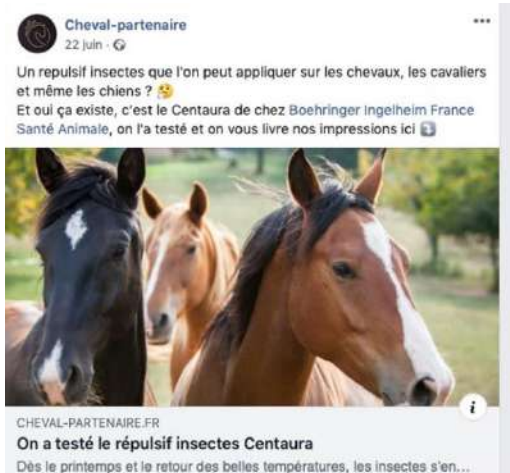 Cheval-partenaire
22 juin ·
Un repulsif insectes que l'on peut appliquer sur les chevaux, les cavaliers
et même les chiens ? 🤔
Et oui ça existe, c'est le Centaura de chez Boehringer Ingelheim France
Santé Animale, on l'a testé et on vous livre nos impressions ici ⤵️
CHEVAL-PARTENAIRE.FR
On a testé le répulsif insectes Centaura
Dès le printemps et le retour des belles températures, les insectes s'en...